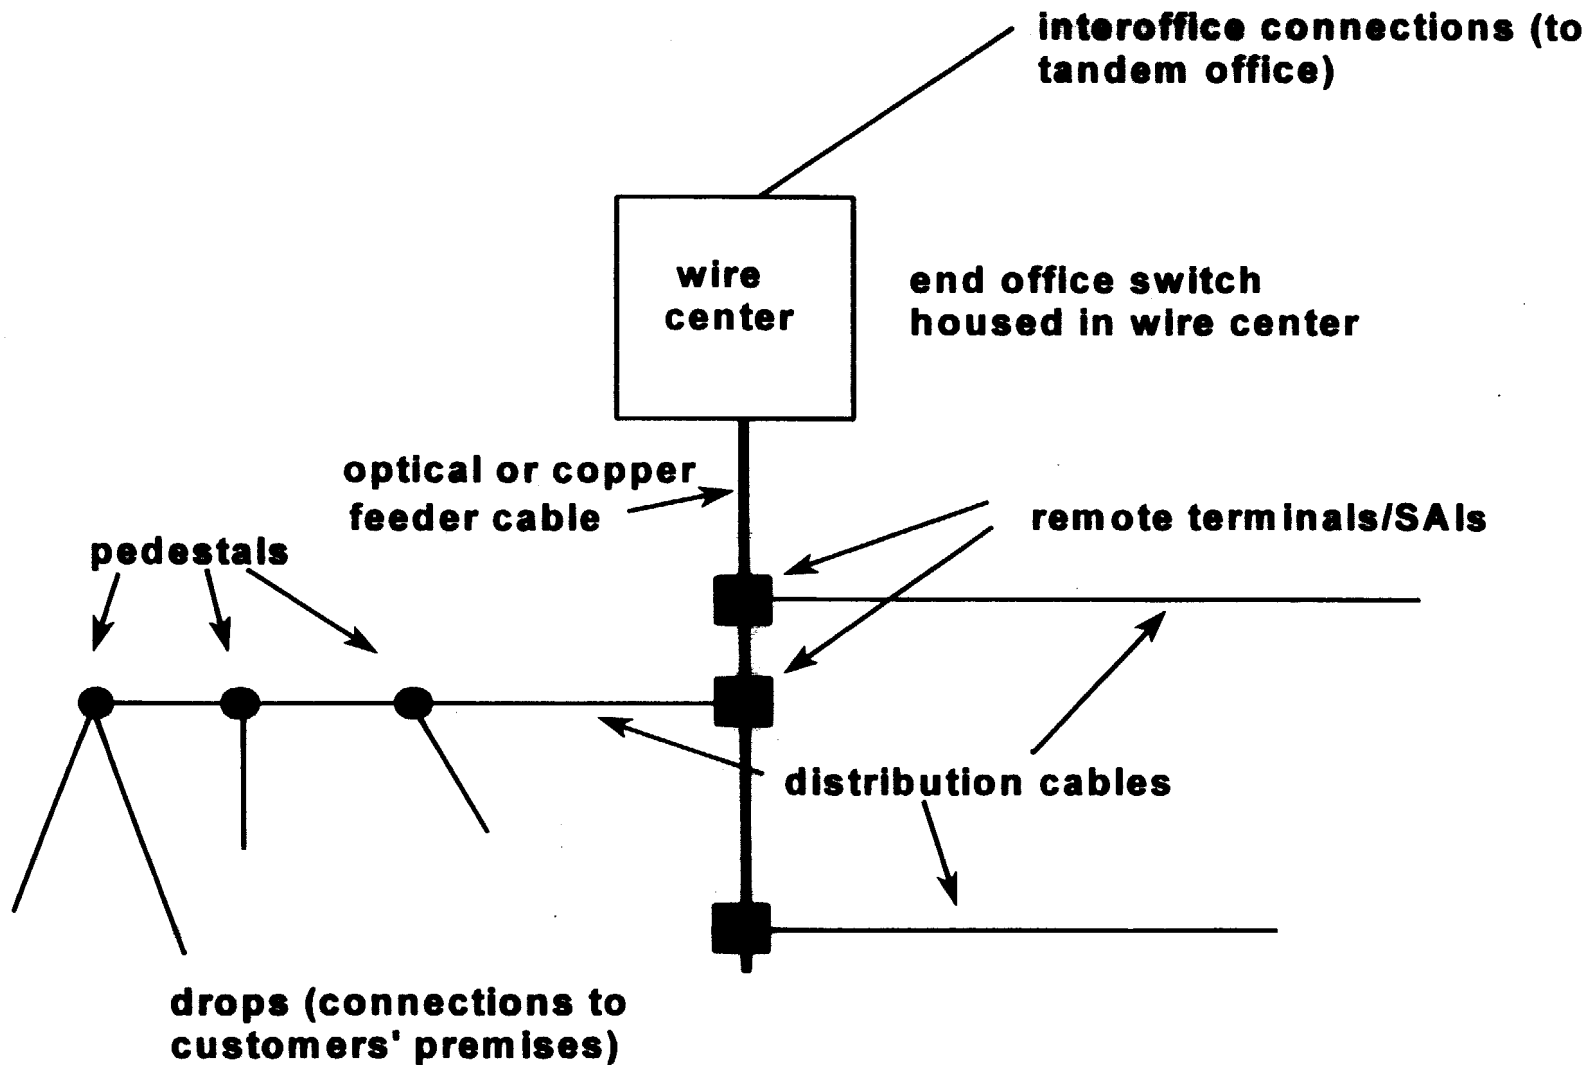 interoffice connections (to
tandem office)
wire
center
end office switch
housed in wire center
optical or copper
feeder cable
remote terminals/SAIs
pedestals
distribution cables
drops (connections to
customers' premises)